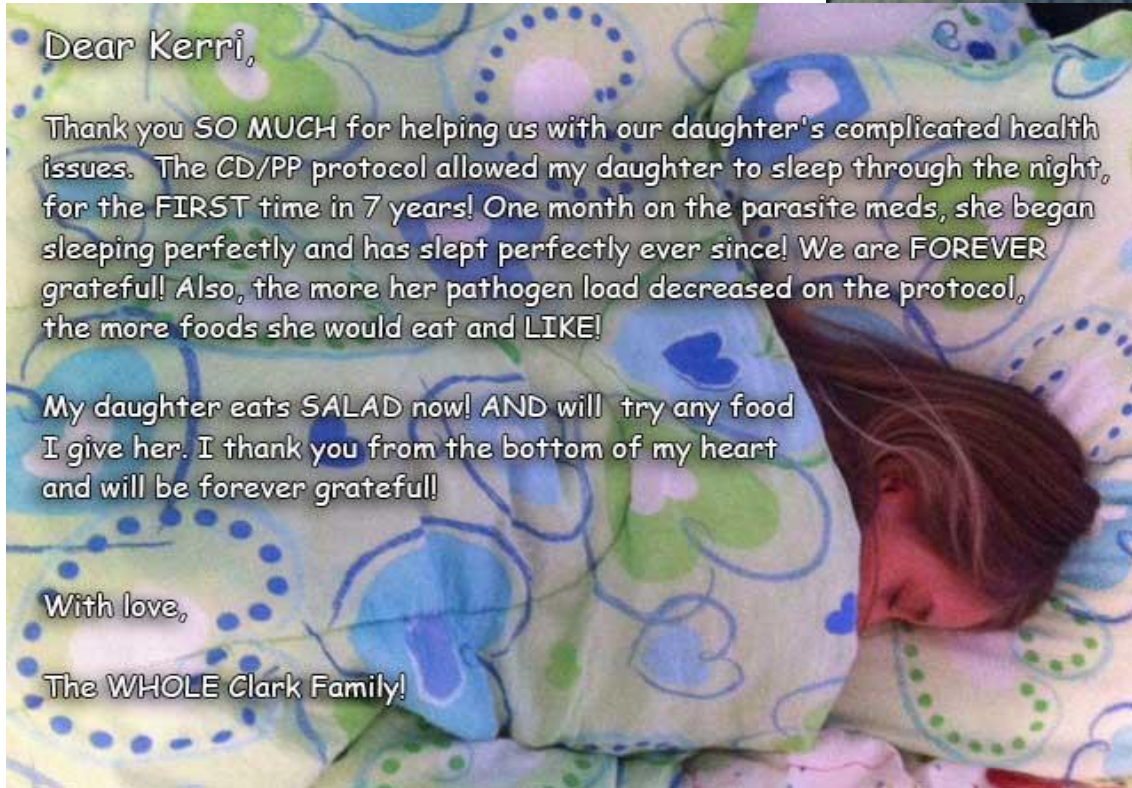 Dear Kerri,
Thank you SO MUCH for helping us with our daughter's complicated health
issues.  The CD/PP protocol allowed my daughter to sleep through the night,
for the FIRST time in 7 years! One month on the parasite meds, she began
sleeping perfectly and has slept perfectly ever since! We are FOREVER
grateful! Also, the more her pathogen load decreased on the protocol,
the more foods she would eat and LIKE!
My daughter eats SALAD now! AND will  try any food
I give her. I thank you from the bottom of my heart
and will be forever grateful!
With love,
The WHOLE Clark Family!